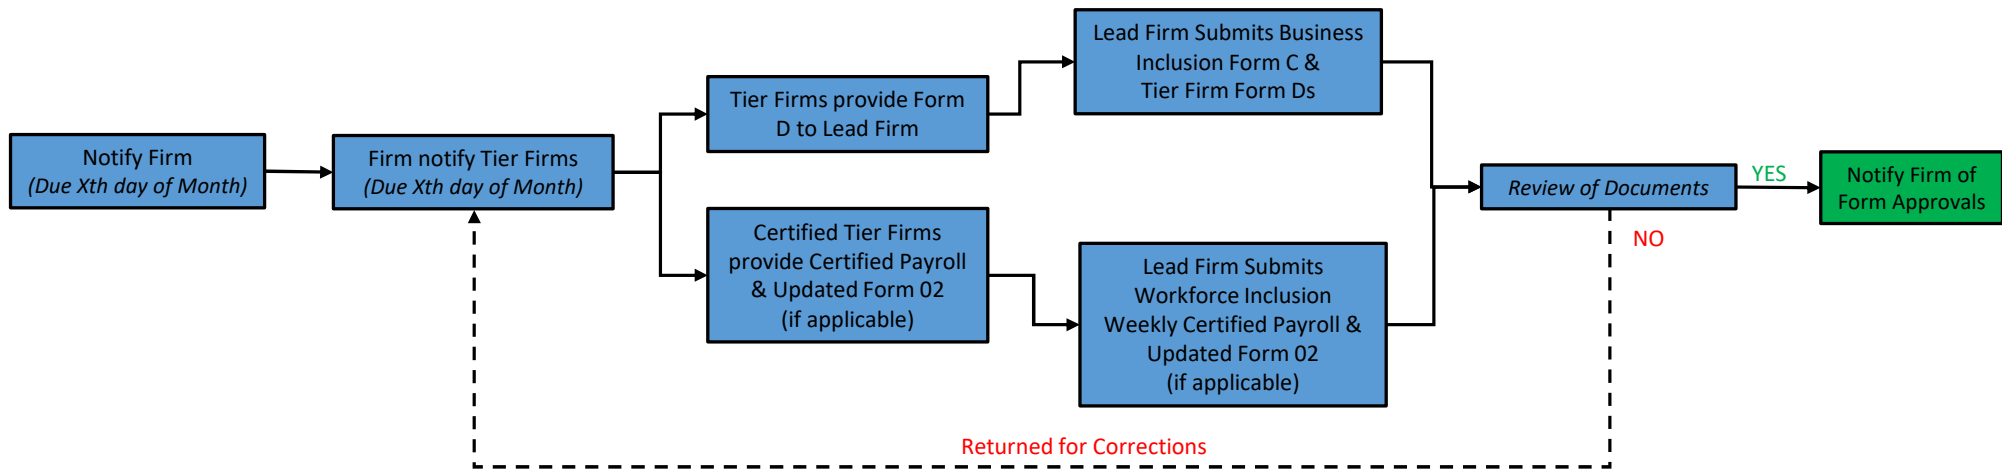 Notify Firm
(Due Xth day of Month)
Firm notify Tier Firms
(Due Xth day of Month)
Tier Firms provide Form
D to Lead Firm
Lead Firm Submits Business
Inclusion Form C &
Tier Firm Form Ds
Certified Tier Firms
provide Certified Payroll
& Updated Form 02
(if applicable)
Lead Firm Submits
Workforce Inclusion
Weekly Certified Payroll &
Updated Form 02
(if applicable)
Review of Documents
YES
Notify Firm of
Form Approvals
NO
Returned for Corrections